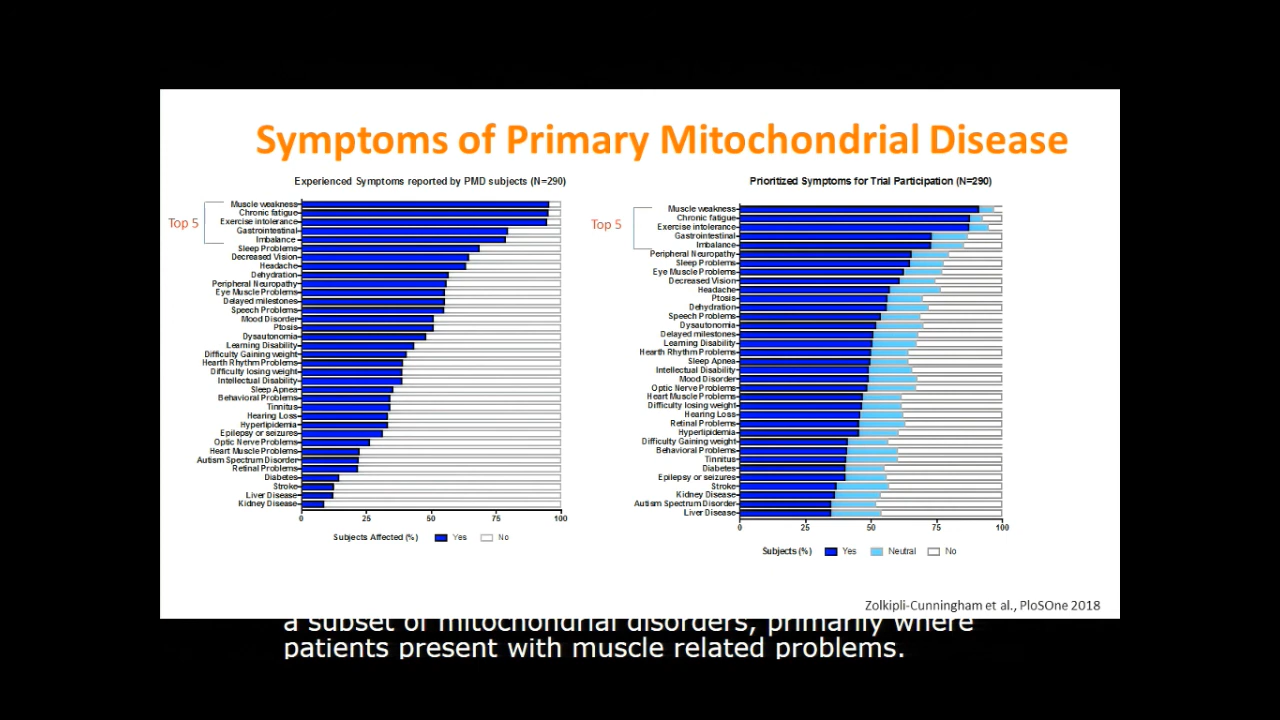 Symptoms of Primary Mitochondrial Disease
Experienced Symptoms reported by PMD subjects (N=290)
Top 5
Muscle weakness
Chronic fatigue
Exercise intolerance
Gastrointestinal
Imbalance
Sleep Problems
Decreased Vision
Headache
Dehydration
Peripheral Neuropathy
Eye Muscle Problems
Delayed milestones
Speech Problems
Mood Disorder
Ptosis
Dysautonomia
Learning Disability
Difficulty Gaining weight
Hearth Rhythm Problems
Difficulty losing weight
Intellectual Disability
Sleep Apnea
Behavioral Problems
Tinnitus
Hearing Loss
Hyperlipidemia
Epilepsy or seizures
Optic Nerve Problems
Heart Muscle Problems
Autism Spectrum Disorder
Retinal Problems
Diabetes
Stroke
Liver Disease
Kidney Disease
0 25 50 75 100
Subjects Affected (%) Yes No
Prioritized Symptoms for Trial Participation (N=290)
Top 5
Muscle weakness
Chronic fatigue
Exercise intolerance
Gastrointestinal
Imbalance
Peripheral Neuropathy
Sleep Problems
Eye Muscle Problems
Decreased Vision
Headache
Ptosis
Dehydration
Speech Problems
Dysautonomia
Delayed milestones
Learning Disability
Hearth Rhythm Problems
Sleep Apnea
Intellectual Disability
Mood Disorder
Optic Nerve Problems
Heart Muscle Problems
Difficulty losing weight
Hearing Loss
Retinal Problems
Hyperlipidemia
Difficulty Gaining weight
Behavioral Problems
Tinnitus
Diabetes
Epilepsy or seizures
Stroke
Kidney Disease
Autism Spectrum Disorder
Liver Disease
0 25 50 75 100
Subjects (%) Yes Neutral No
Zolkipli-Cunningham et al., PloSOne 2018
a subset of mitochondrial disorders, primarily where
patients present with muscle related problems.